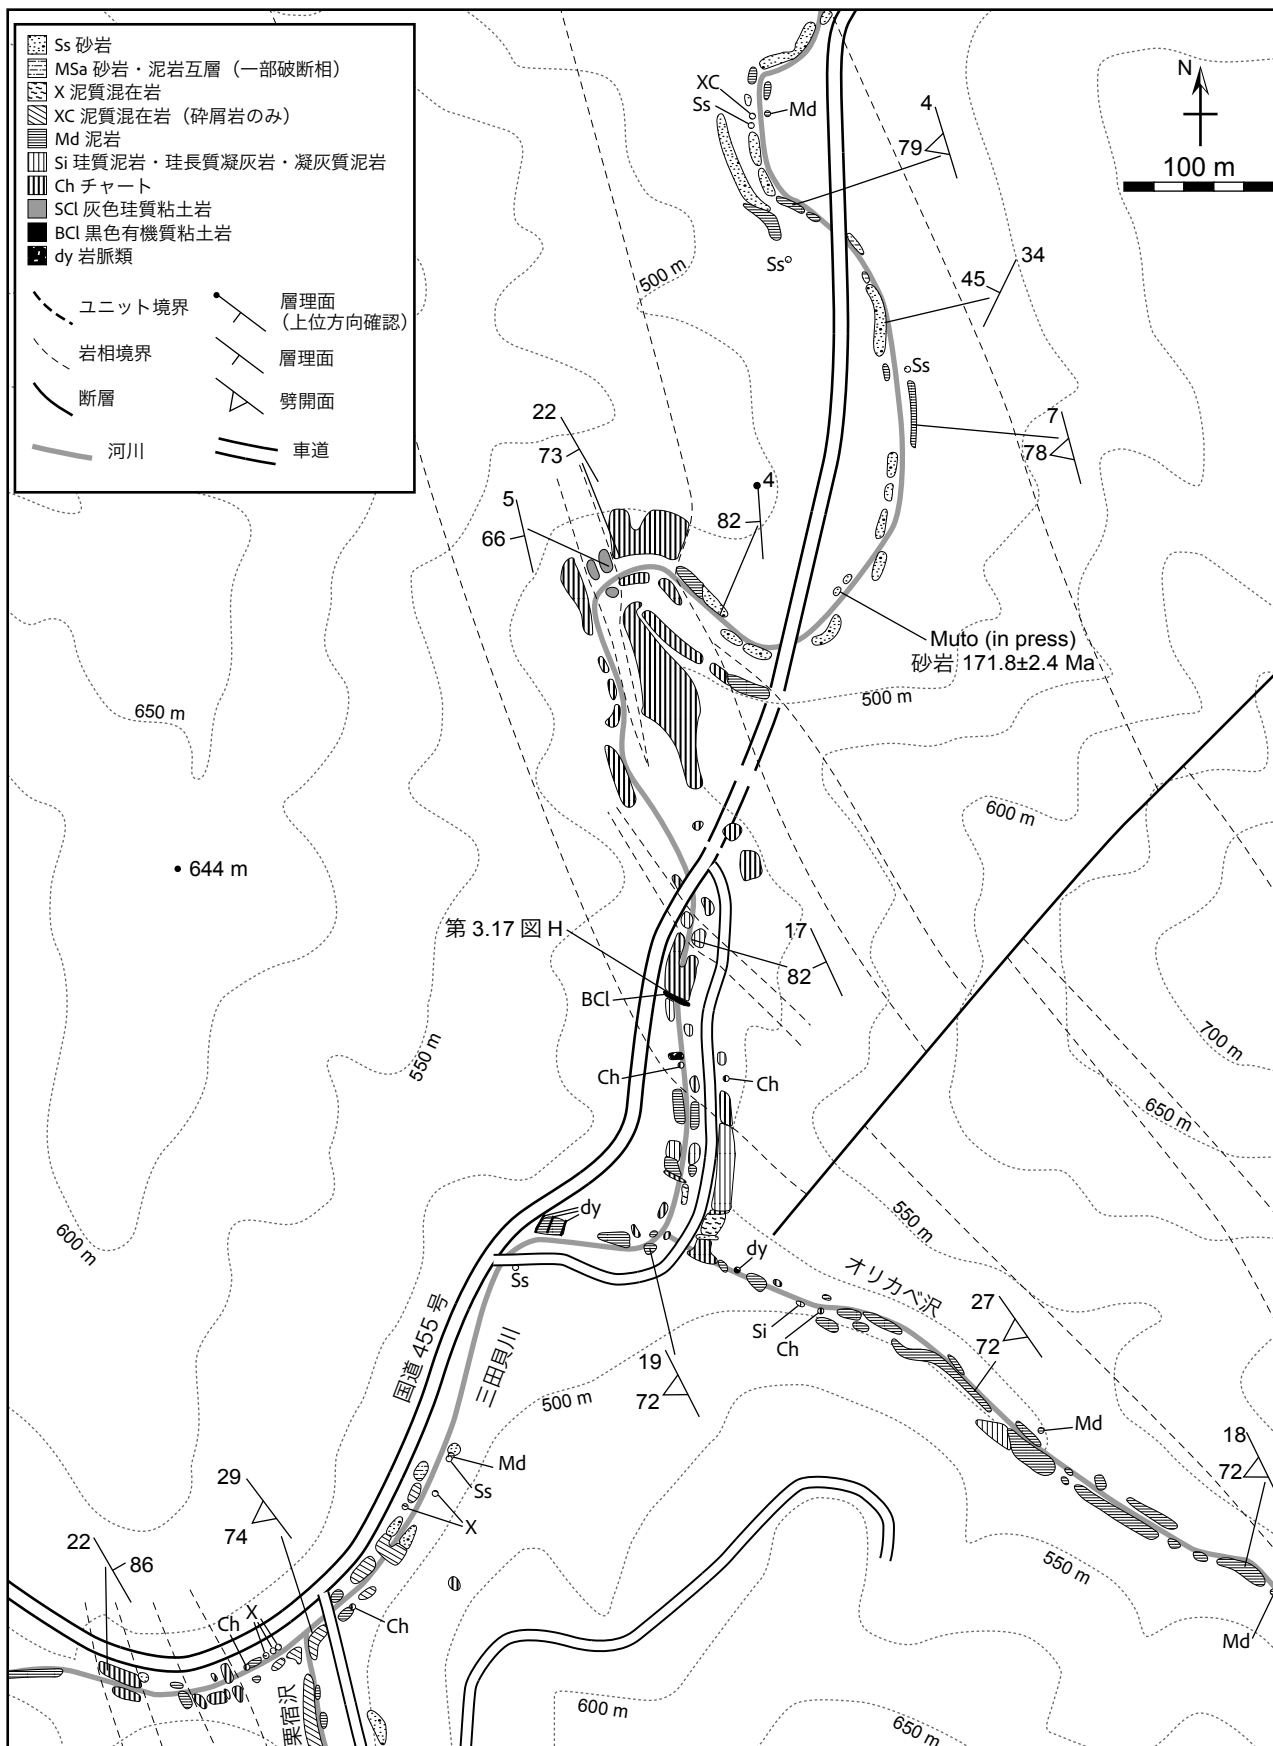 Ss 砂岩
MSa 砂岩・泥岩互層（一部破断相）
X 泥質混在岩
XC 泥質混在岩（砕屑岩のみ）
Md 泥岩
Si 珪質泥岩・珪長質凝灰岩・凝灰質泥岩
Ch チャート
SCl 灰色珪質粘土岩
BCl 黒色有機質粘土岩
dy 岩脈類
ユニット境界
層理面
（上位方向確認）
岩相境界
層理面
断層
劈開面
河川
車道
N
100 m
XC
Ss
Md
4
79
Ss
500 m
34
45
Ss
7
78
22
73
4
82
5
66
Muto (in press)
砂岩 171.8±2.4 Ma
500 m
650 m
600 m
644 m
第 3.17 図 H
17
82
BCl
700 m
550 m
Ch
Ch
650 m
600 m
dy
550 m
Ss
dy
オリカベ沢
27
72
Si
Ch
国道 455 号
三田貝川
19
72
500 m
Md
18
72
Md
Ss
X
29
74
22
86
550 m
Ch
X
Ch
Md
栗宿沢
600 m
650 m